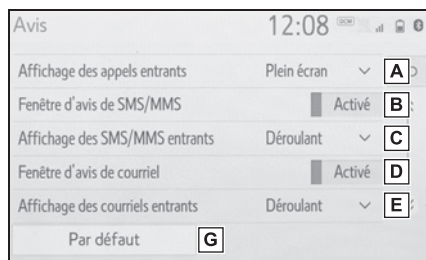 Avis 12:08 DCM
Affichage des appels entrants Plein écran A
Fenêtre d'avis de SMS/MMS Activé B
Affichage des SMS/MMS entrants Déroulant C
Fenêtre d'avis de courriel Activé D
Affichage des courriels entrants Déroulant E
Par défaut G